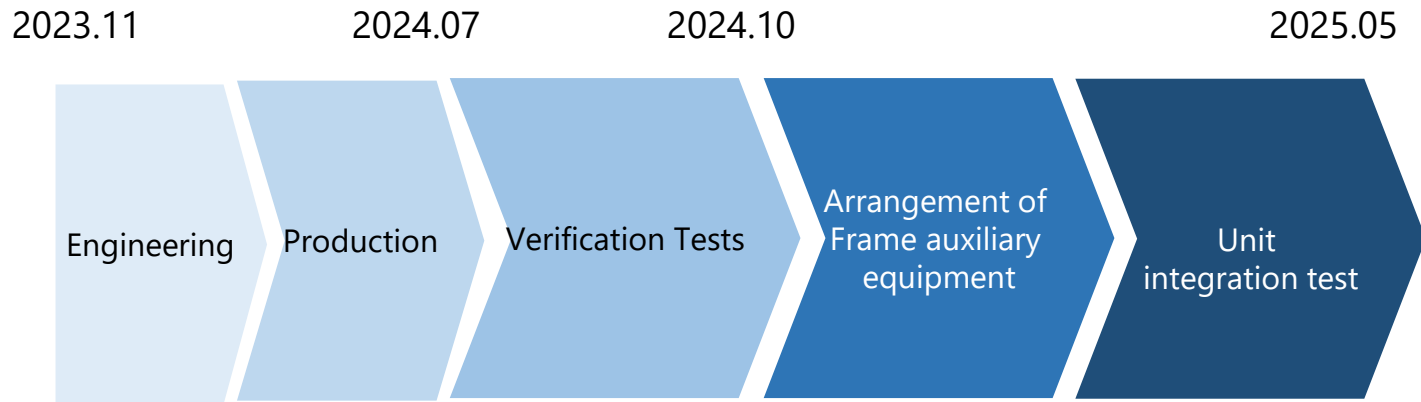 2023.11 2024.07 2024.10 2025.05
Engineering
Production
Verification Tests
Arrangement of
Frame auxiliary
equipment
Unit
integration test